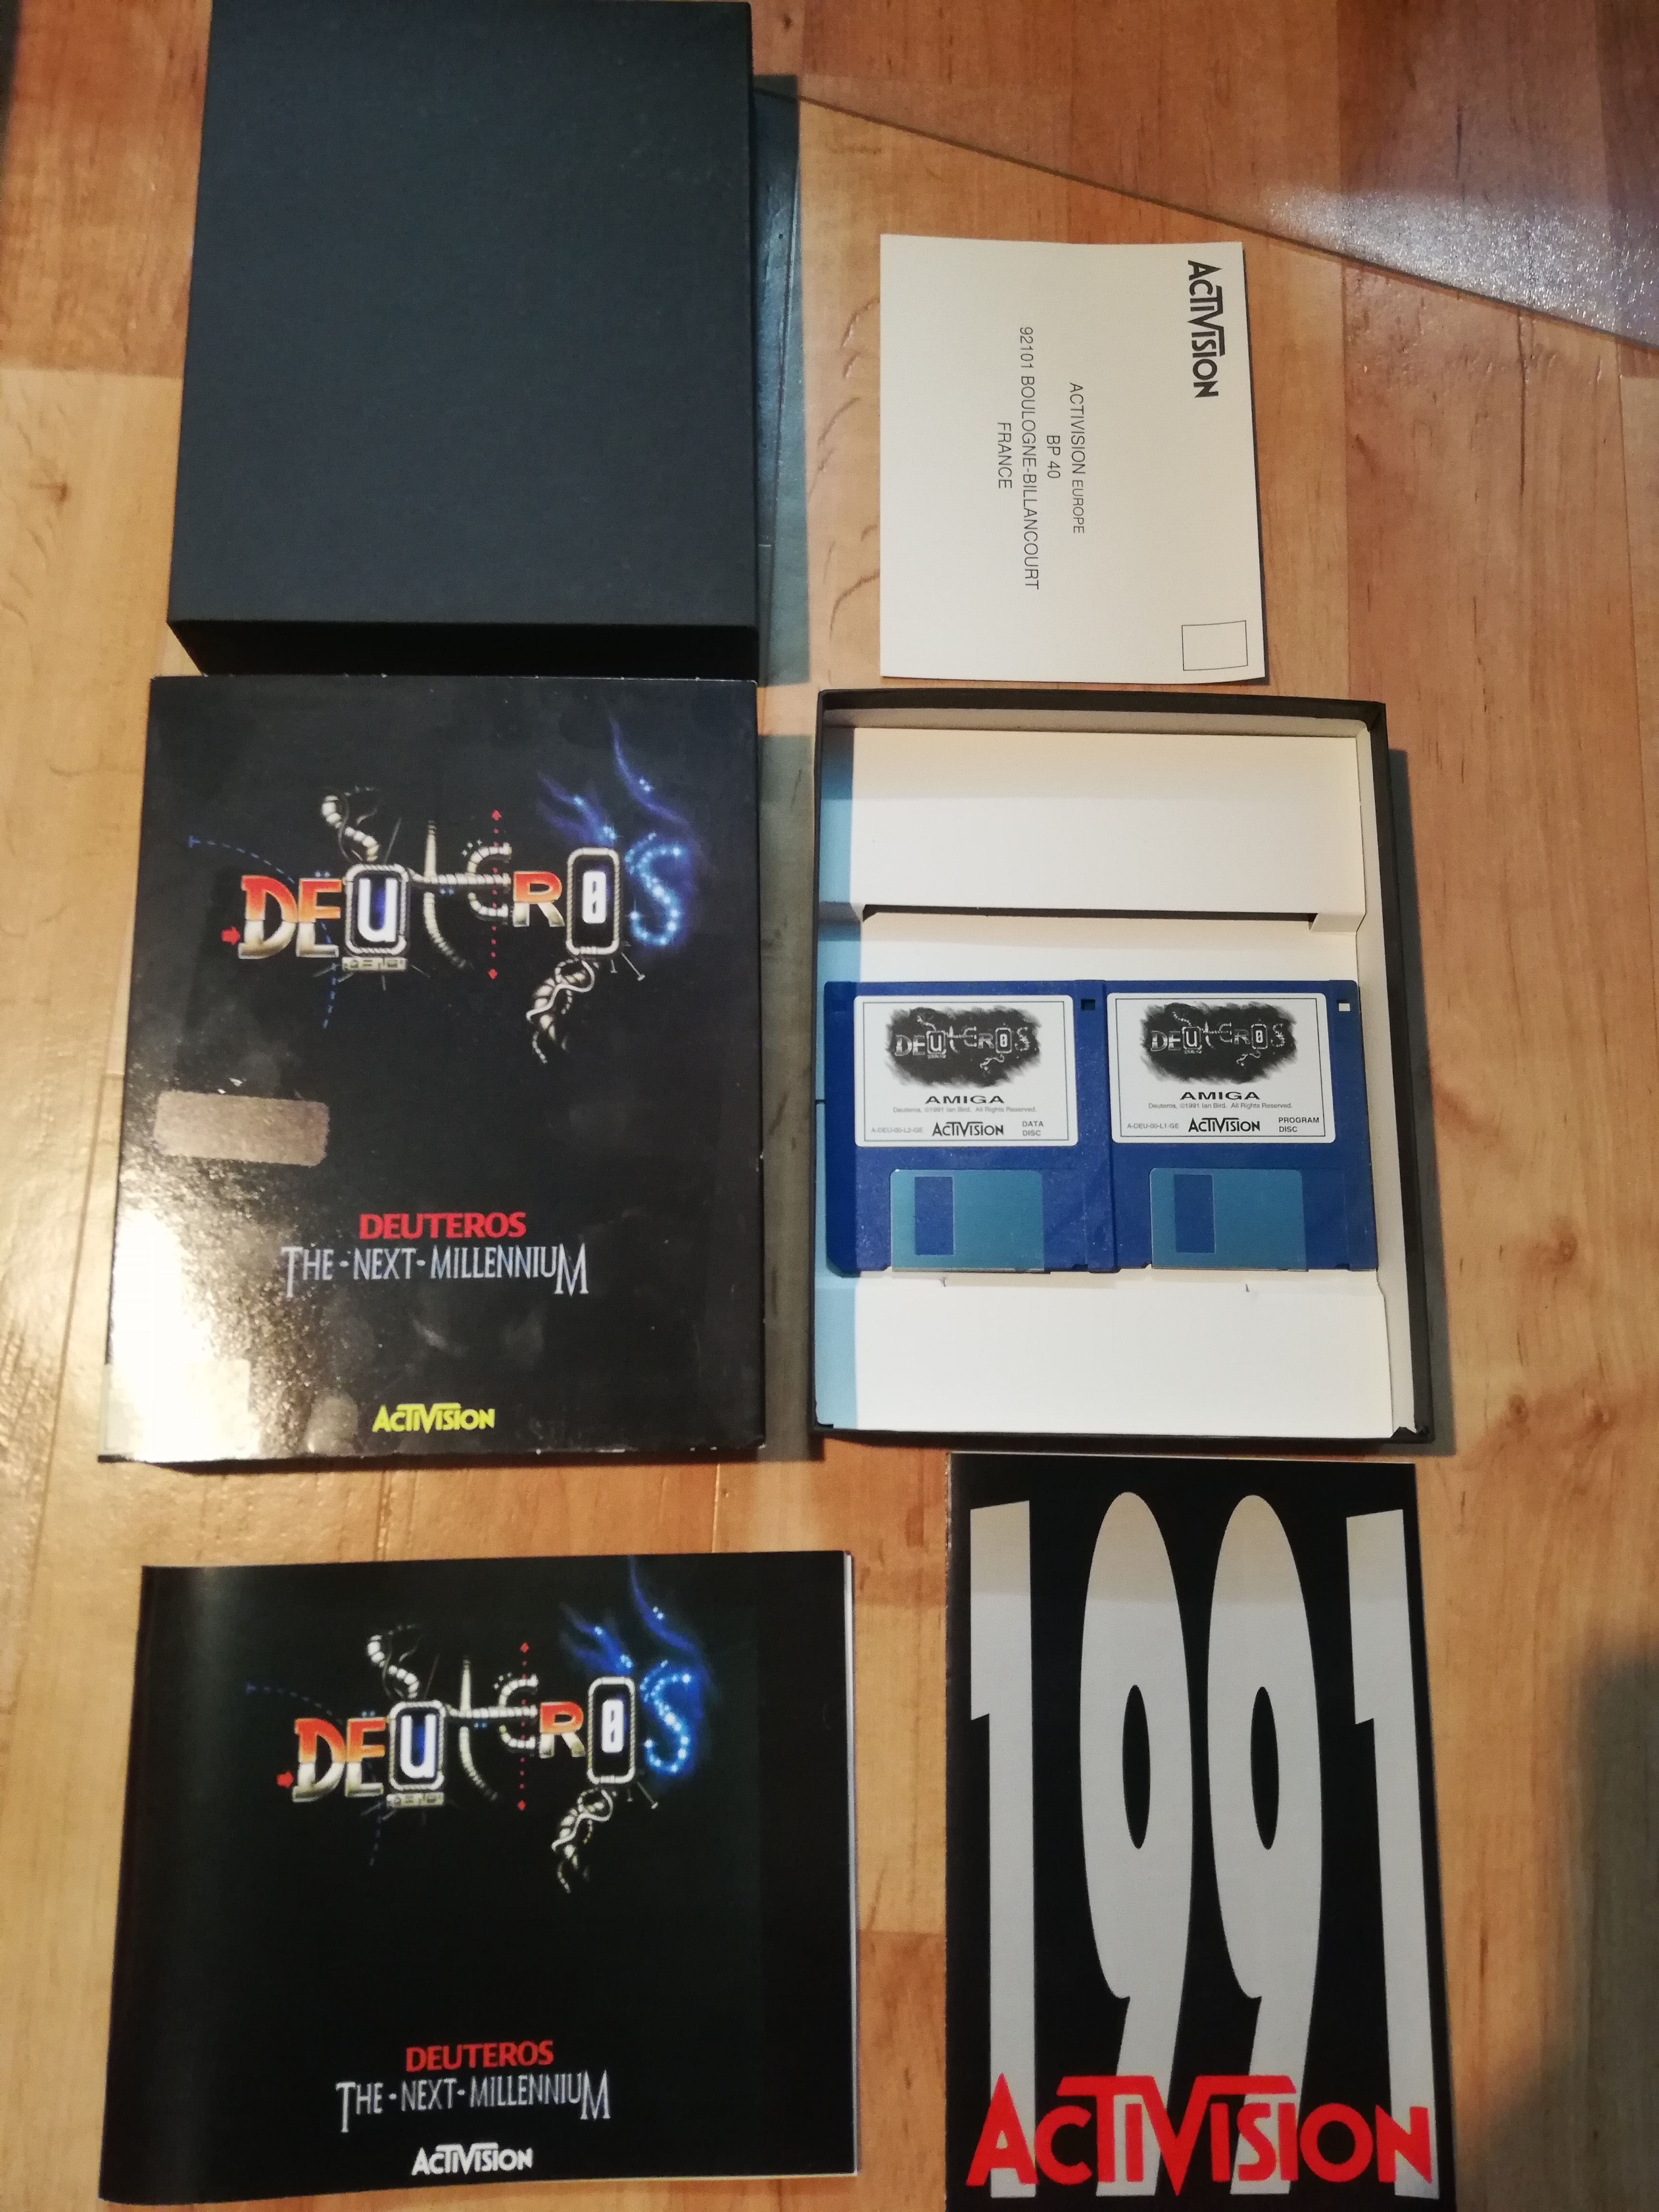 ACTIVISION
ACTIVISION EUROPE
BP 40
92101 BOULOGNE-BILLANCOURT
FRANCE
DEUTEROS
DEUTEROS
THE-NEXT-MILLENNIUM
ACTIVISION
DEUTEROS
AMIGA
Deuteros, ©1991 Ian Bird. All Rights Reserved.
A-DEU-00-L2-GE ACTIVISION DATA DISC
DEUTEROS
AMIGA
Deuteros, ©1991 Ian Bird. All Rights Reserved.
A-DEU-00-L1-GE ACTIVISION PROGRAM DISC
DEUTEROS
DEUTEROS
THE-NEXT-MILLENNIUM
ACTIVISION
1991
ACTIVISION